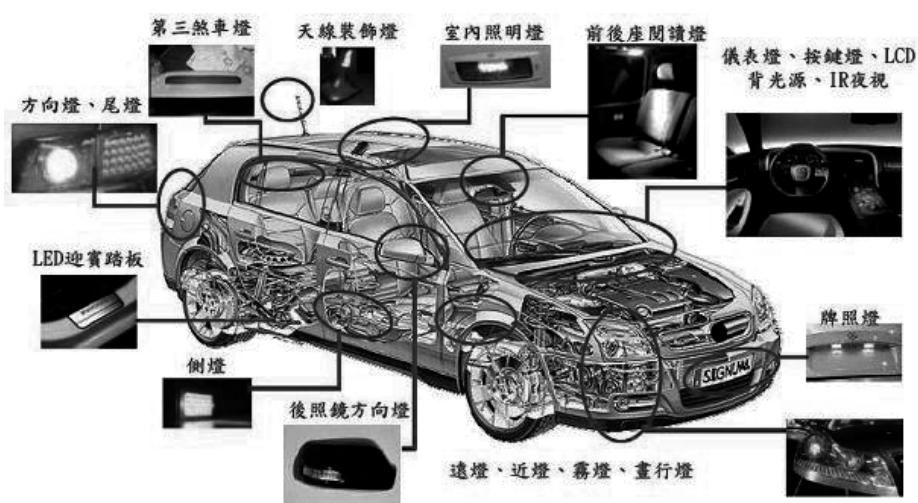 第三煞車燈
天線裝飾燈
室內照明燈
前後座閱讀燈
儀表燈、按鍵燈、LCD
背光源、IR夜視
方向燈、尾燈
LED迎賓踏板
側燈
後照鏡方向燈
牌照燈
SIGNUM
遠燈、近燈、霧燈、畫行燈